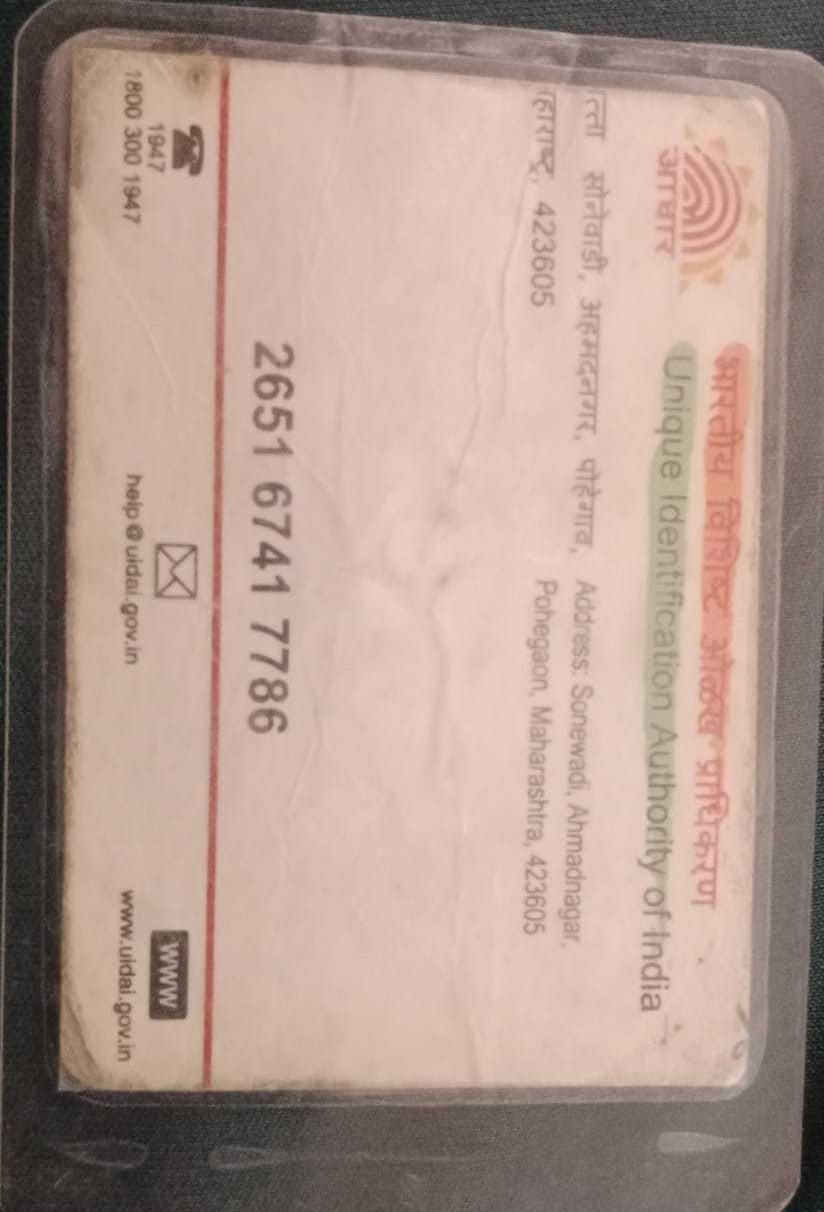 आधार
भारतीय विशिष्ट ओळख प्राधिकरण
Unique Identification Authority of India
त्ता सोनेवाडी, अहमदनगर, पोहेगाव,
हाराष्ट्र, 423605
Address: Sonewadi, Ahmadnagar,
Pohegaon, Maharashtra, 423605
2651 6741 7786
1947
1800 300 1947
help@uidai.gov.in
WWW
www.uidai.gov.in